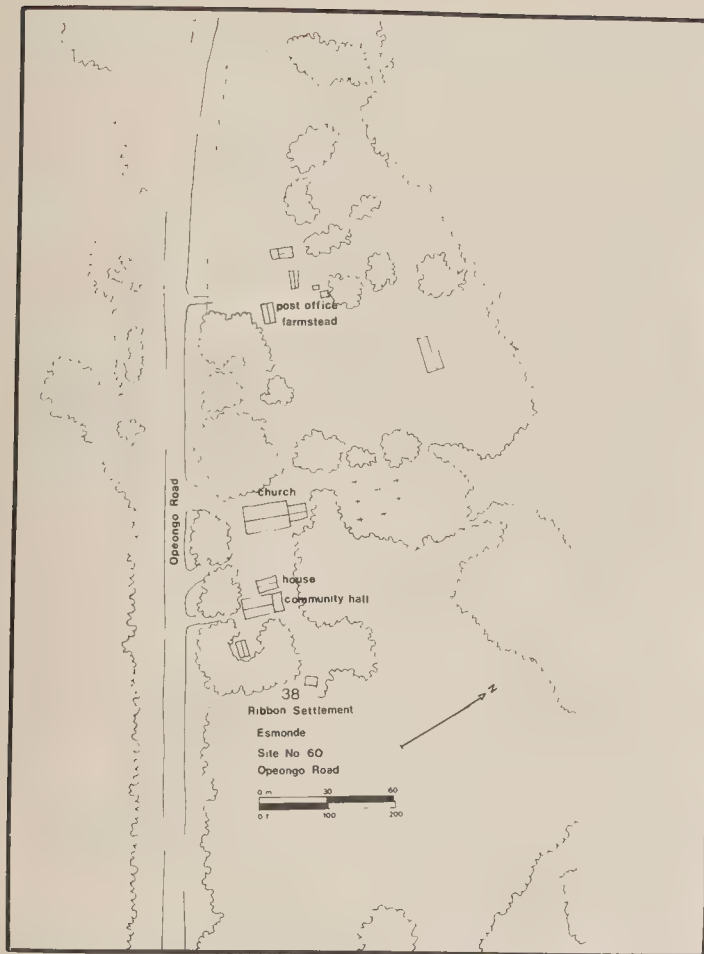 post office
farmstead
Opeongo Road
church
house
community hall
38
Ribbon Settlement
Esmonde
Site No 60
Opeongo Road
N
0 m 30 60
0 f 100 200